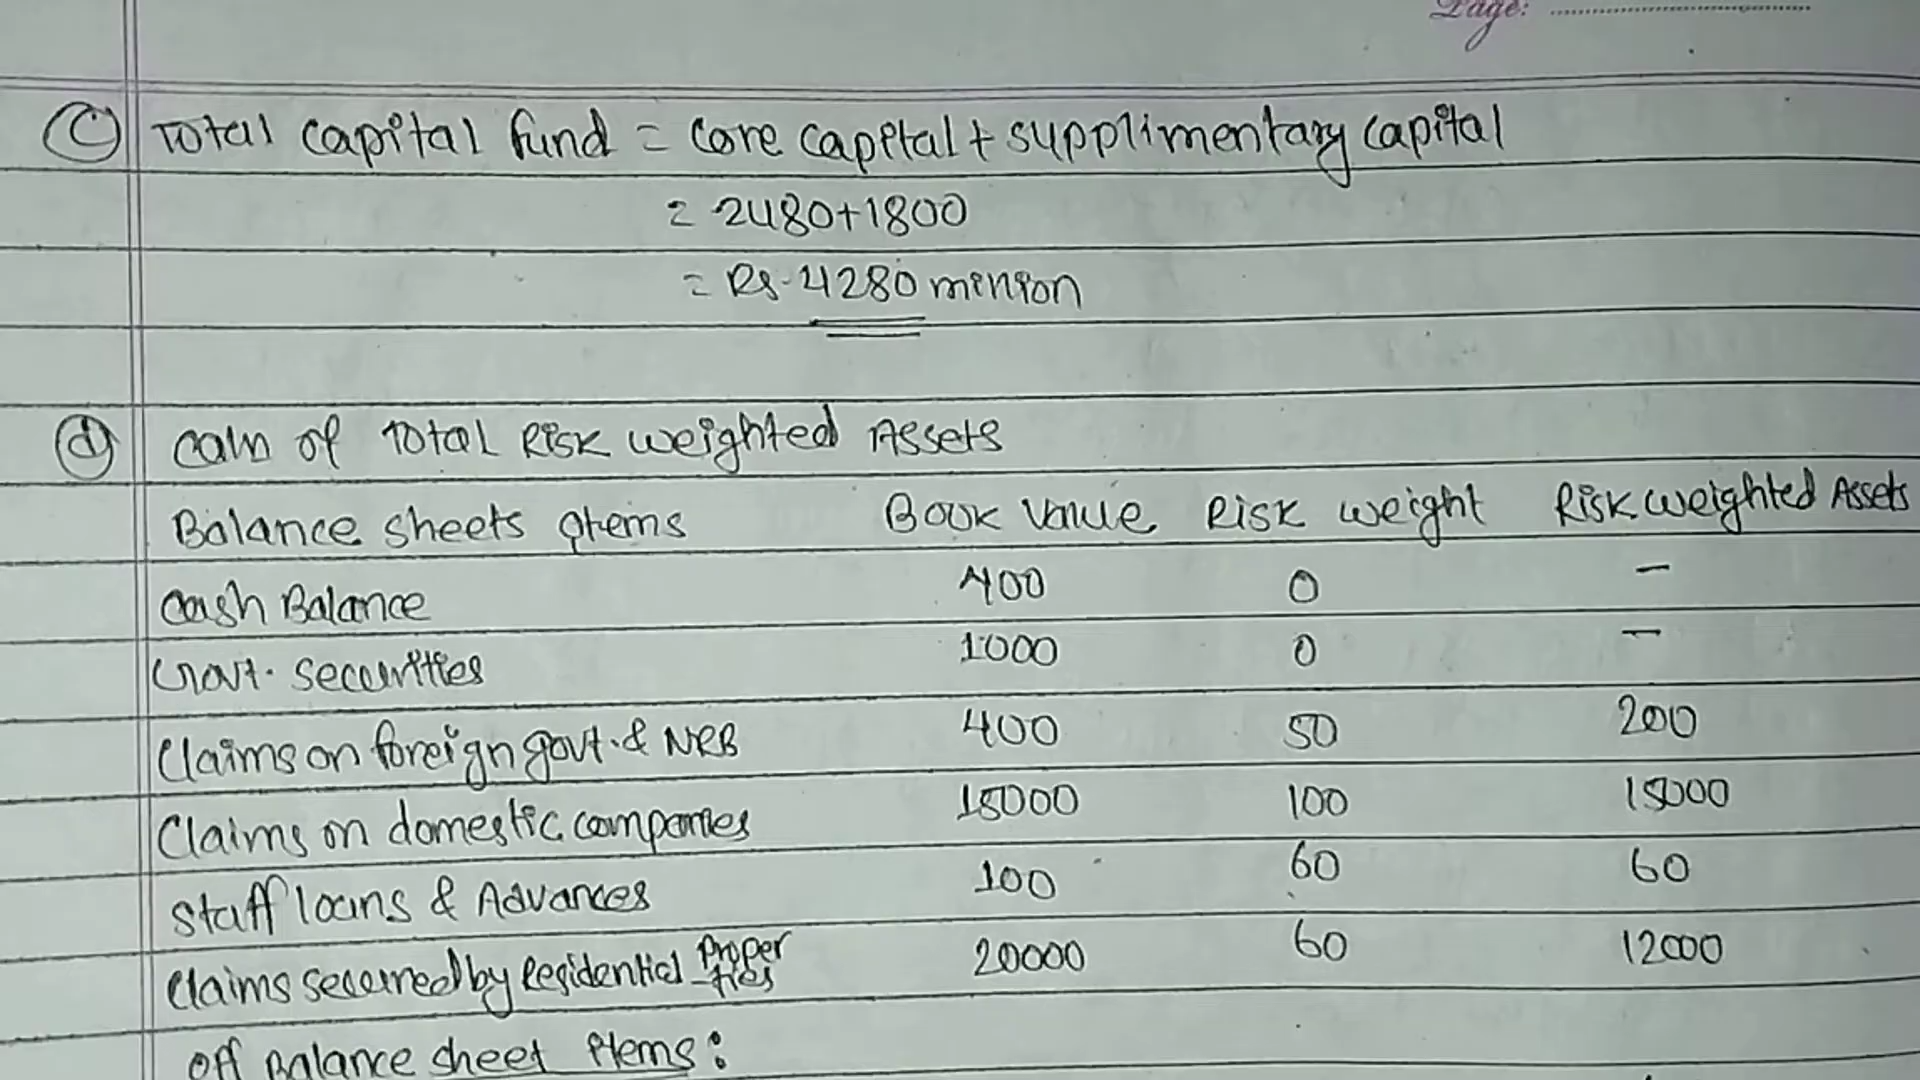 Page: ..........
(C) Total capital fund = core capital + supplimentary capital
= 2480+1800
= Rs. 4280 million
(d) Caln of Total Risk weighted Assets
Balance sheets items Book Value Risk weight Risk weighted Assets
Cash Balance 400 0 -
Govt. securities 1000 0 -
Claims on foreign govt. & NRB 400 50 200
Claims on domestic companies 15000 100 15000
Staff loans & Advances 100 60 60
Claims secured by Residential Proper-ties 20000 60 12000
Off Balance sheet items: